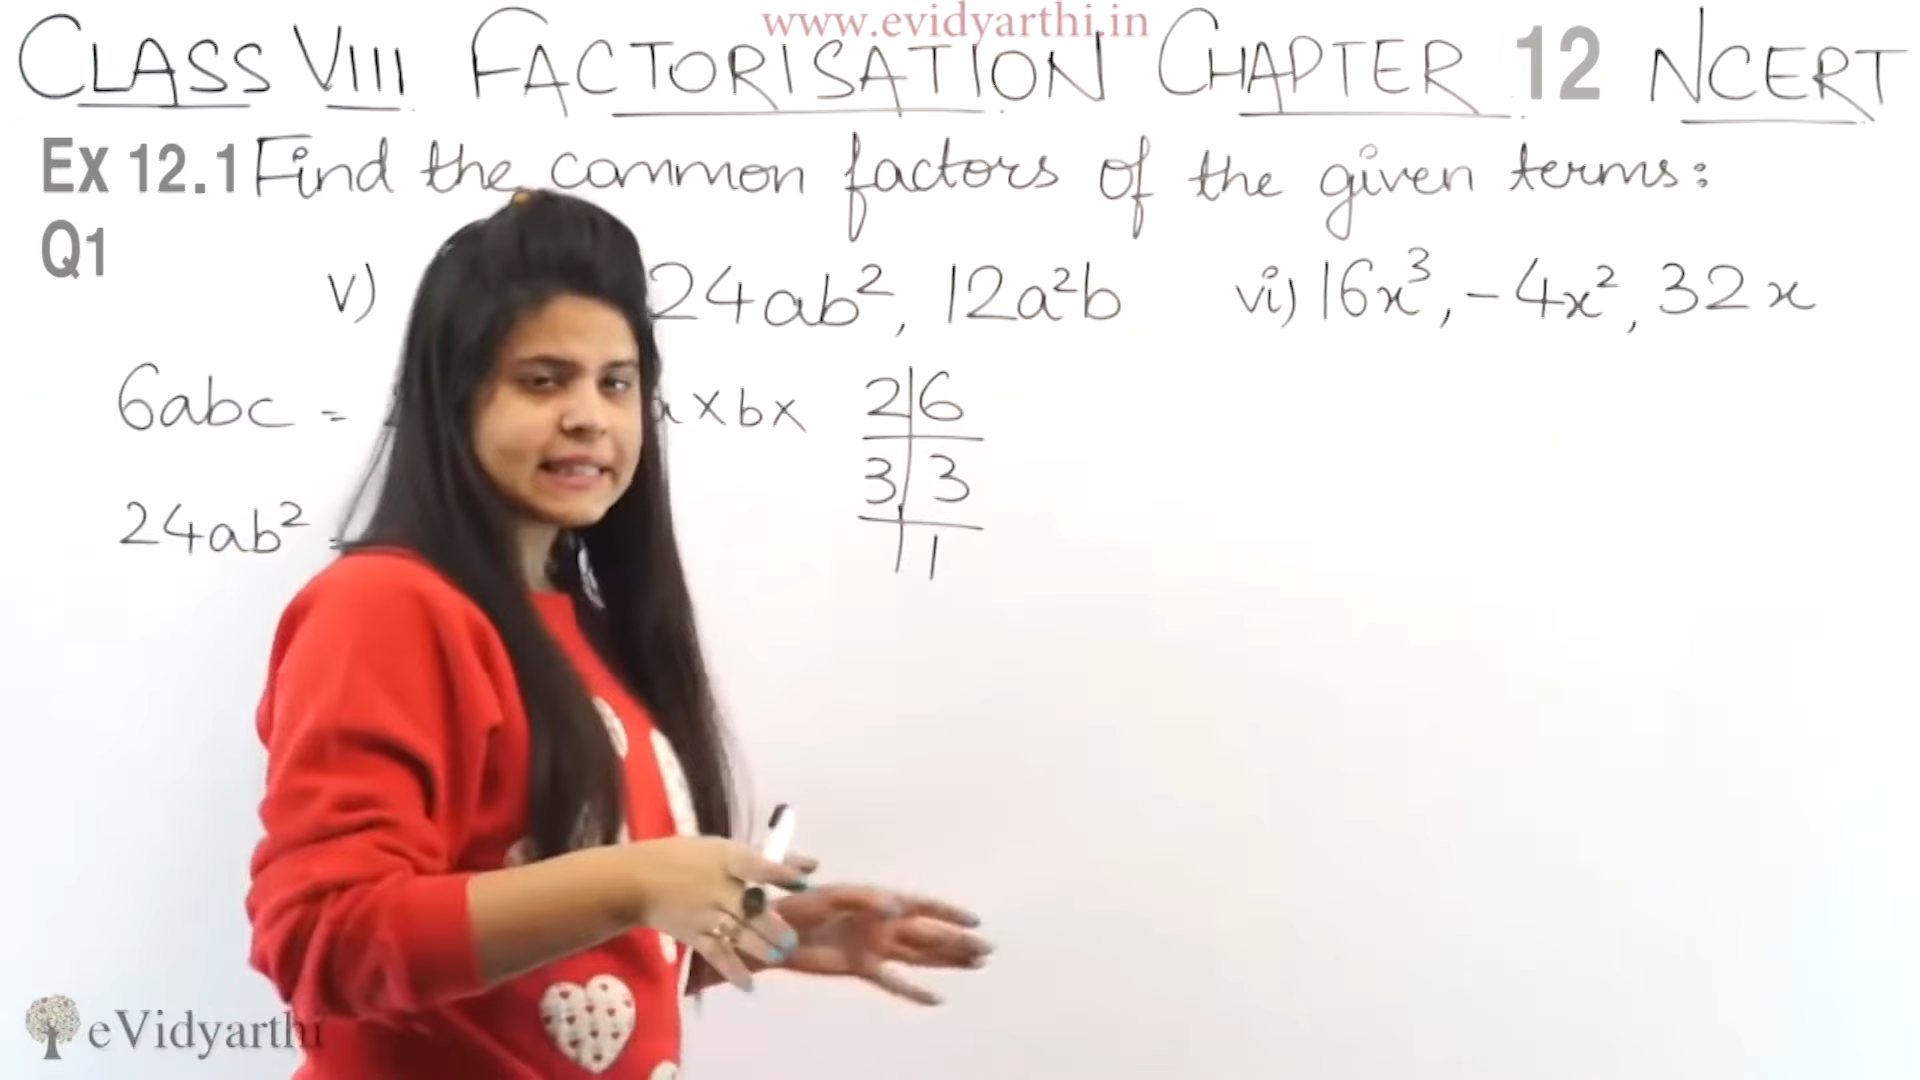 www.evidyarthi.in
CLASS VIII FACTORISATION CHAPTER 12 NCERT
Ex 12.1 Find the common factors of the given terms:
Q1
v) 24ab², 12a²b vi) 16x³, -4x², 32x
6abc = a × b × 2 | 6
3 | 3
24ab² = | 1
eVidyarthi